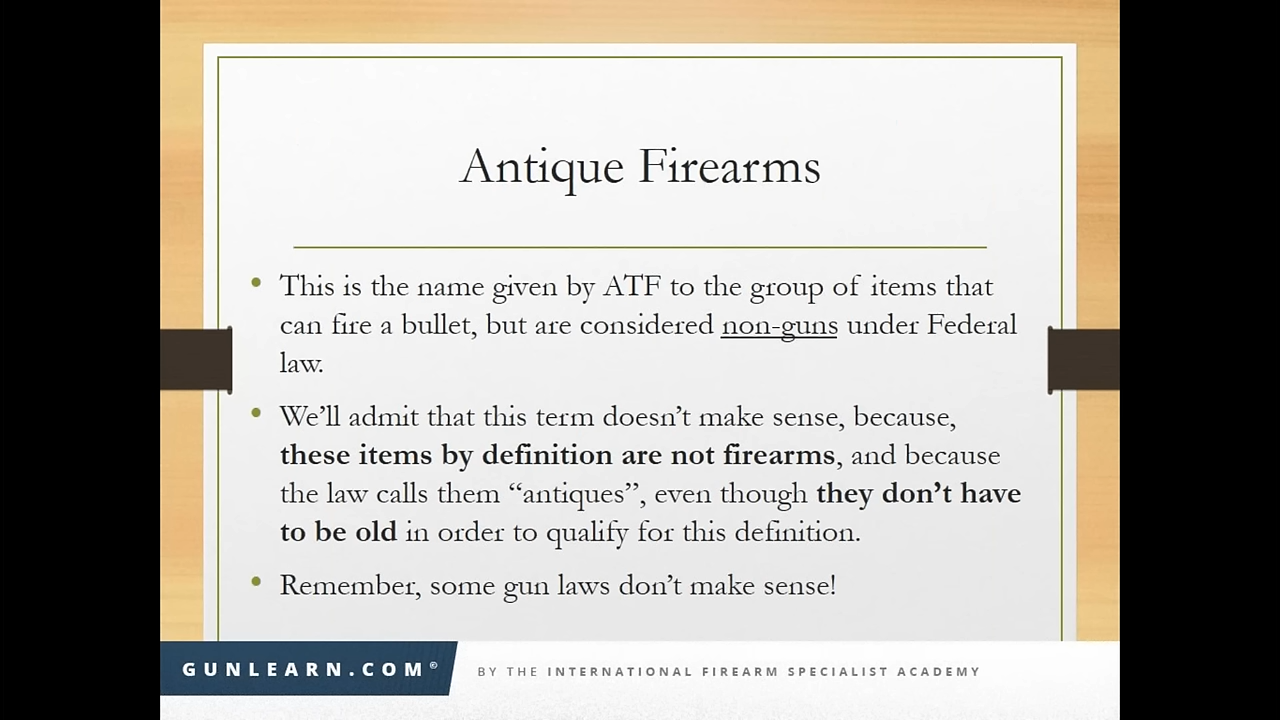 Antique Firearms
• This is the name given by ATF to the group of items that
can fire a bullet, but are considered non-guns under Federal
law.
• We’ll admit that this term doesn’t make sense, because,
these items by definition are not firearms, and because
the law calls them “antiques”, even though they don’t have
to be old in order to qualify for this definition.
• Remember, some gun laws don’t make sense!
GUNLEARN.COM© BY THE INTERNATIONAL FIREARM SPECIALIST ACADEMY